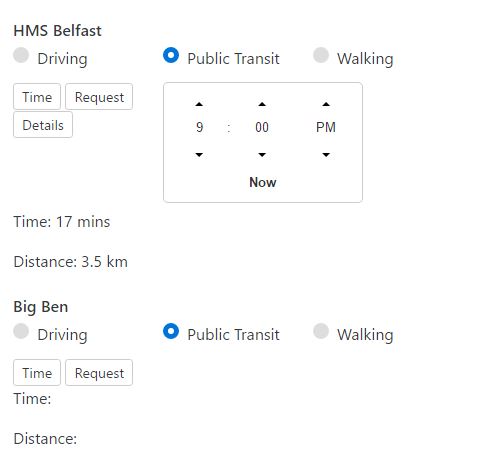 HMS Belfast
Driving Public Transit Walking
Time Request
Details
9 : 00 PM
Now
Time: 17 mins
Distance: 3.5 km
Big Ben
Driving Public Transit Walking
Time Request
Time:
Distance: